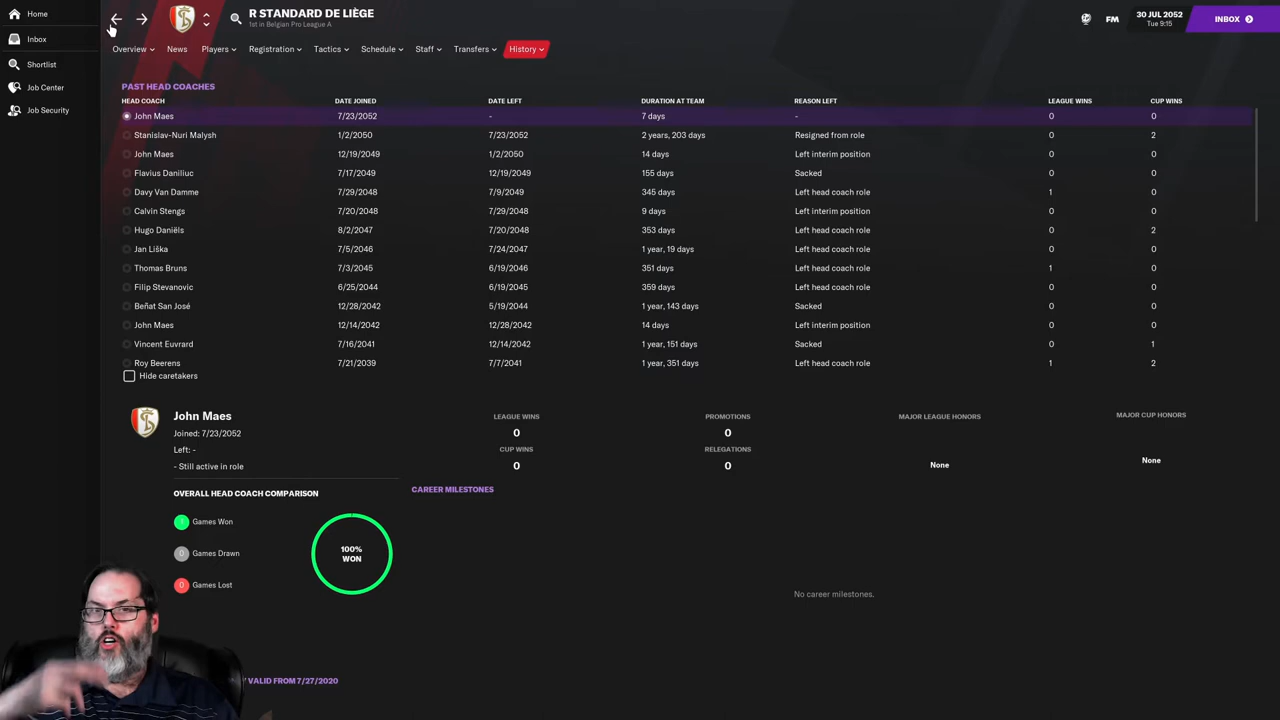 Home
R STANDARD DE LIÈGE
1st in Belgian Pro League A
FM
30 JUL 2052
Tue 9:15
INBOX
Inbox
Shortlist
Job Center
Job Security
Overview
News
Players
Registration
Tactics
Schedule
Staff
Transfers
History
PAST HEAD COACHES
HEAD COACH DATE JOINED DATE LEFT DURATION AT TEAM REASON LEFT LEAGUE WINS CUP WINS
John Maes 7/23/2052 - 7 days - 0 0
Stanislav-Nuri Malysh 1/2/2050 7/23/2052 2 years, 203 days Resigned from role 0 2
John Maes 12/19/2049 1/2/2050 14 days Left interim position 0 0
Flavius Daniliuc 7/17/2049 12/19/2049 155 days Sacked 0 0
Davy Van Damme 7/29/2048 7/9/2049 345 days Left head coach role 1 0
Calvin Stengs 7/20/2048 7/29/2048 9 days Left interim position 0 0
Hugo Daniëls 8/2/2047 7/20/2048 353 days Left head coach role 0 2
Jan Liška 7/5/2046 7/24/2047 1 year, 19 days Left head coach role 0 0
Thomas Bruns 7/3/2045 6/19/2046 351 days Left head coach role 1 0
Filip Stevanovic 6/25/2044 6/19/2045 359 days Left head coach role 0 0
Beñat San José 12/28/2042 5/19/2044 1 year, 143 days Sacked 0 0
John Maes 12/14/2042 12/28/2042 14 days Left interim position 0 0
Vincent Euvrard 7/16/2041 12/14/2042 1 year, 151 days Sacked 0 1
Roy Beerens 7/21/2039 7/7/2041 1 year, 351 days Left head coach role 1 2
Hide caretakers
John Maes
Joined: 7/23/2052
Left: -
- Still active in role
LEAGUE WINS
0
CUP WINS
0
PROMOTIONS
0
RELEGATIONS
0
MAJOR LEAGUE HONORS
None
MAJOR CUP HONORS
None
OVERALL HEAD COACH COMPARISON
Games Won
0 Games Drawn
0 Games Lost
100%
WON
CAREER MILESTONES
No career milestones.
VALID FROM 7/27/2020